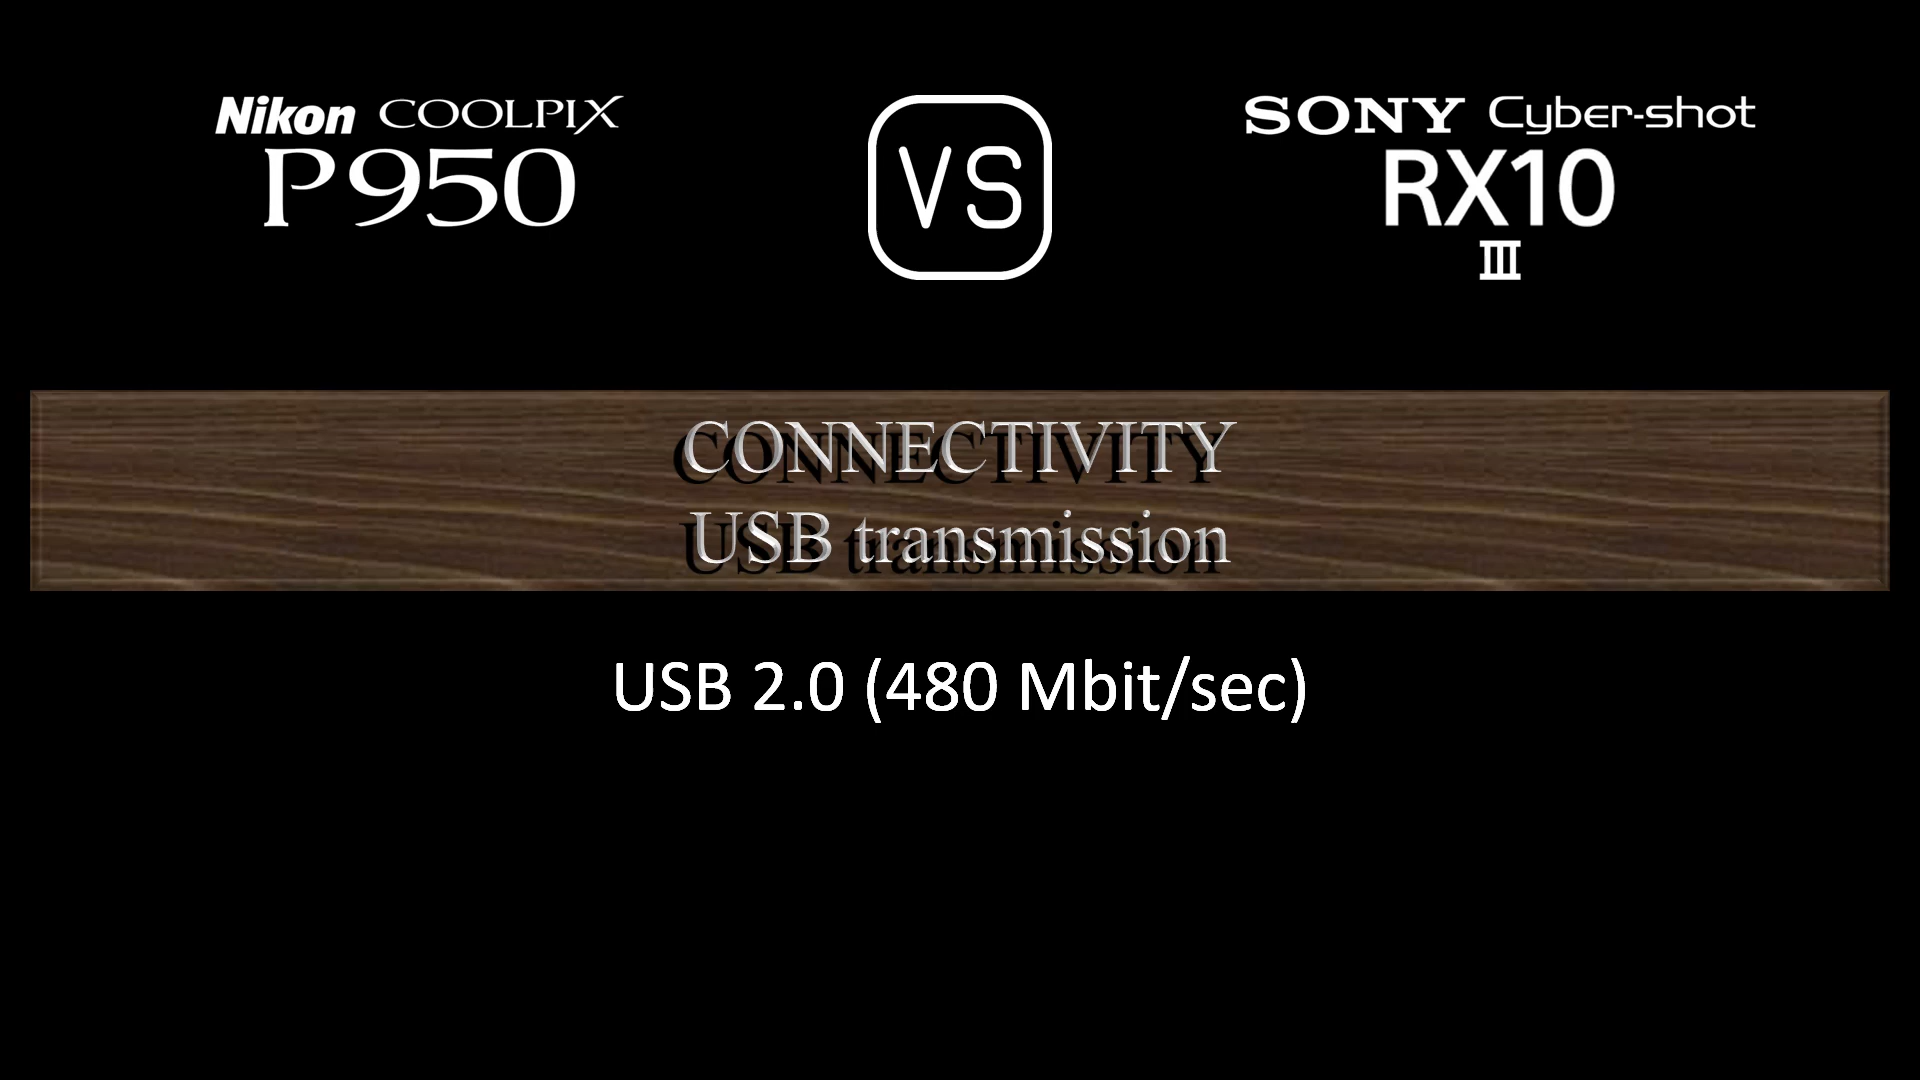 Nikon COOLPIX
P950
VS
SONY Cyber-shot
RX10
III
CONNECTIVITY
USB transmission
USB 2.0 (480 Mbit/sec)